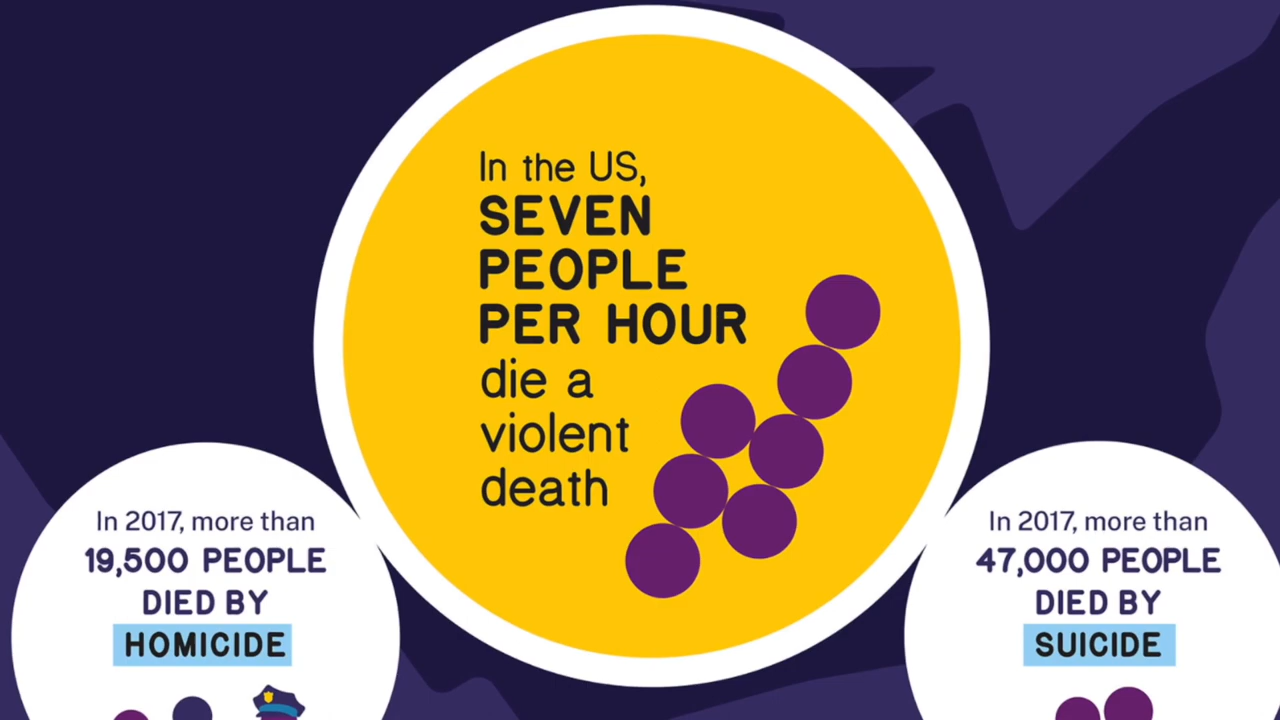 In the US,
SEVEN
PEOPLE
PER HOUR
die a
violent
death
In 2017, more than
19,500 PEOPLE
DIED BY
HOMICIDE
In 2017, more than
47,000 PEOPLE
DIED BY
SUICIDE